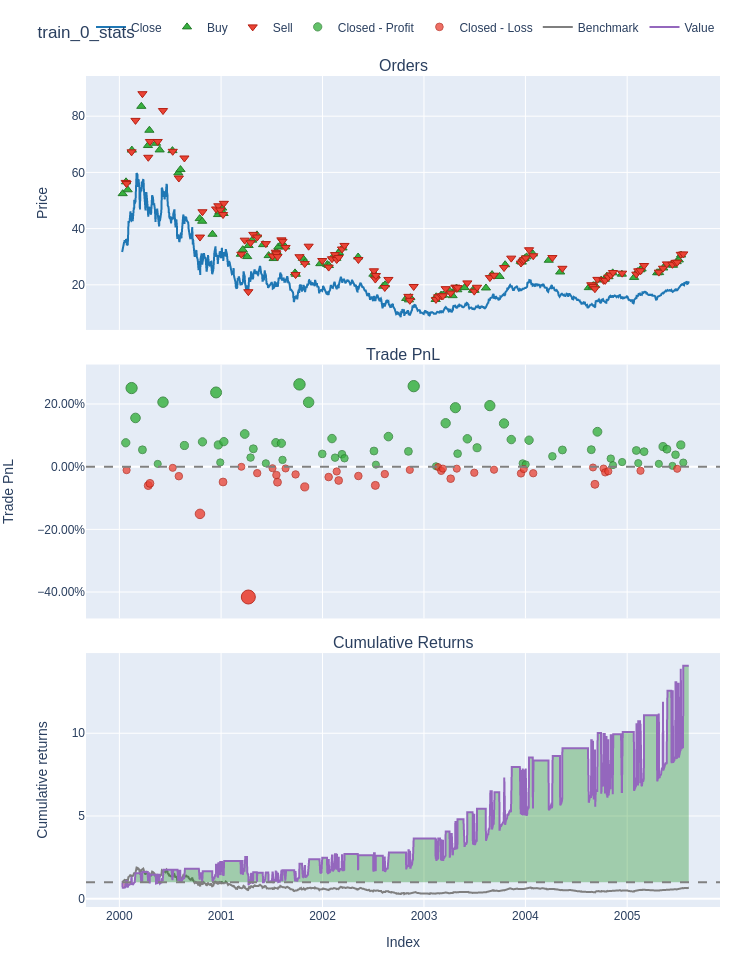 train_0_stats
Close Buy Sell Closed - Profit Closed - Loss Benchmark Value
Orders
Price
80
60
40
20
Trade PnL
Trade PnL
20.00%
0.00%
−20.00%
−40.00%
Cumulative Returns
Cumulative returns
10
5
0
2000 2001 2002 2003 2004 2005
Index